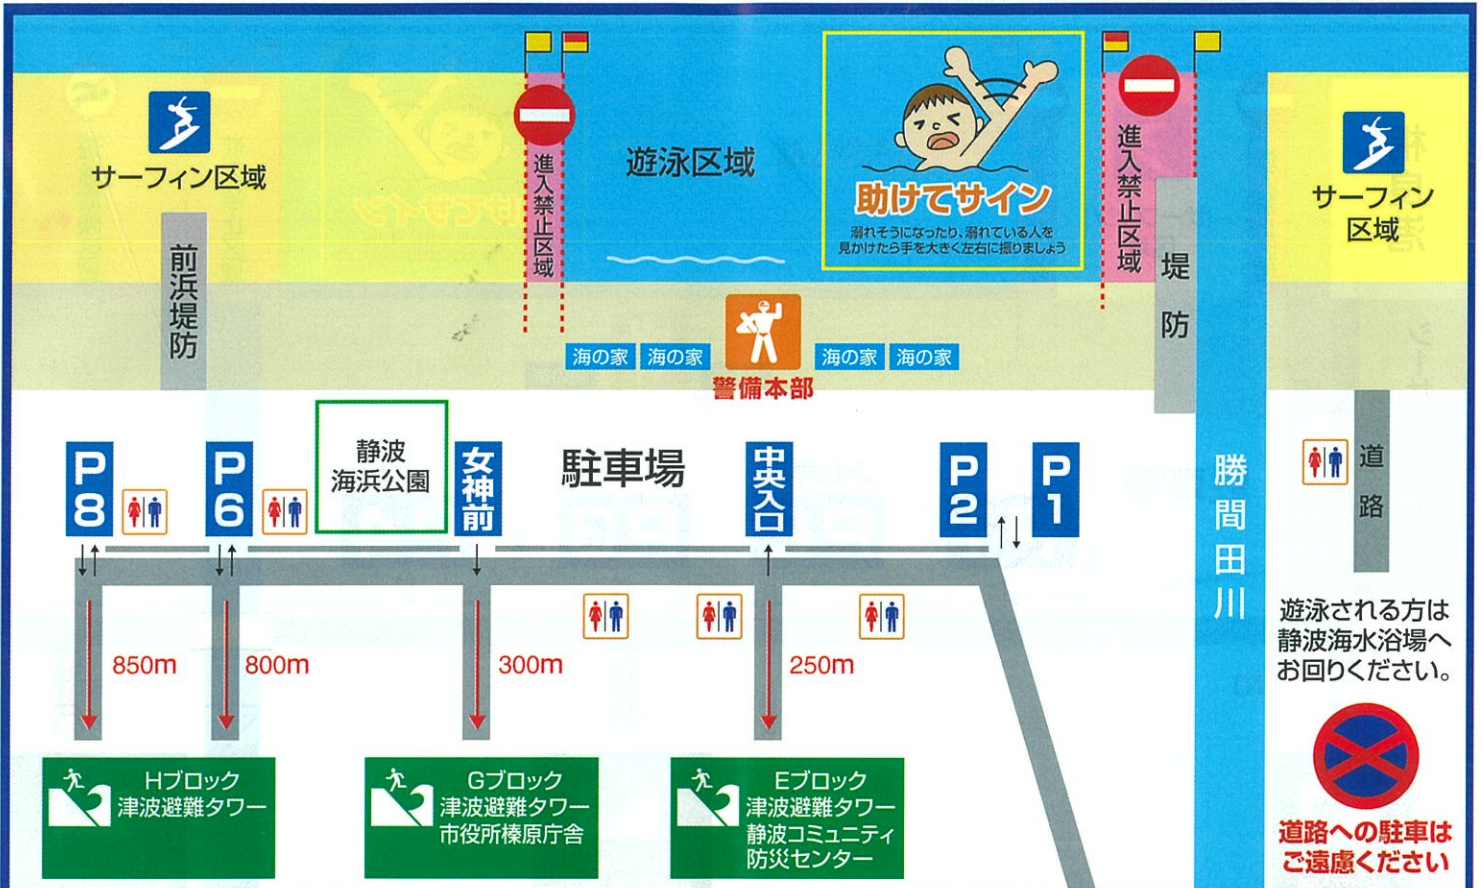 サーフィン区域
進入禁止区域
遊泳区域
助けてサイン
溺れそうになったり、溺れている人を
見かけたら手を大きく左右に振りましょう
進入禁止区域
サーフィン
区域
前浜堤防
堤防
海の家
海の家
海の家
海の家
警備本部
P8
P6
静波
海浜公園
女神前
駐車場
中央入口
P2
P1
勝間田川
道路
遊泳される方は
静波海水浴場へ
お回りください。
850m
800m
300m
250m
Hブロック
津波避難タワー
Gブロック
津波避難タワー
市役所榛原庁舎
Eブロック
津波避難タワー
静波コミュニティ
防災センター
道路への駐車は
ご遠慮ください